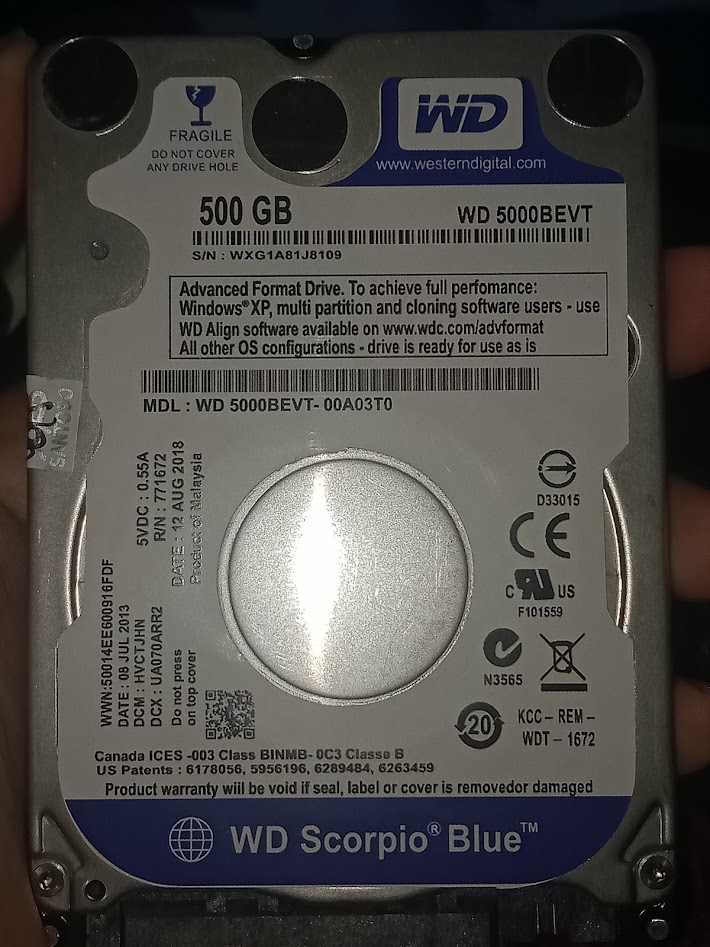 FRAGILE
DO NOT COVER
ANY DRIVE HOLE
WD
www.westerndigital.com
500 GB
WD 5000BEVT
S/N : WXG1A81J8109
Advanced Format Drive. To achieve full perfomance:
Windows® XP, multi partition and cloning software users - use
WD Align software available on www.wdc.com/advformat
All other OS configurations - drive is ready for use as is
MDL : WD 5000BEVT- 00A03T0
SANTOSO
5VDC : 0.55A
R/N : 771672
DATE : 12 AUG 2018
Product of Malaysia
WWN:50014EE600916FDF
DATE : 08 JUL 2013
DCM : HVCTJHN
DCX : UA070ARR2
Do not press
on top cover
D33015
CE
C US
F101559
N3565
20
KCC – REM –
WDT – 1672
Canada ICES -003 Class BINMB- 0C3 Classe B
US Patents : 6178056, 5956196, 6289484, 6263459
Product warranty will be void if seal, label or cover is removedor damaged
WD Scorpio® Blue™